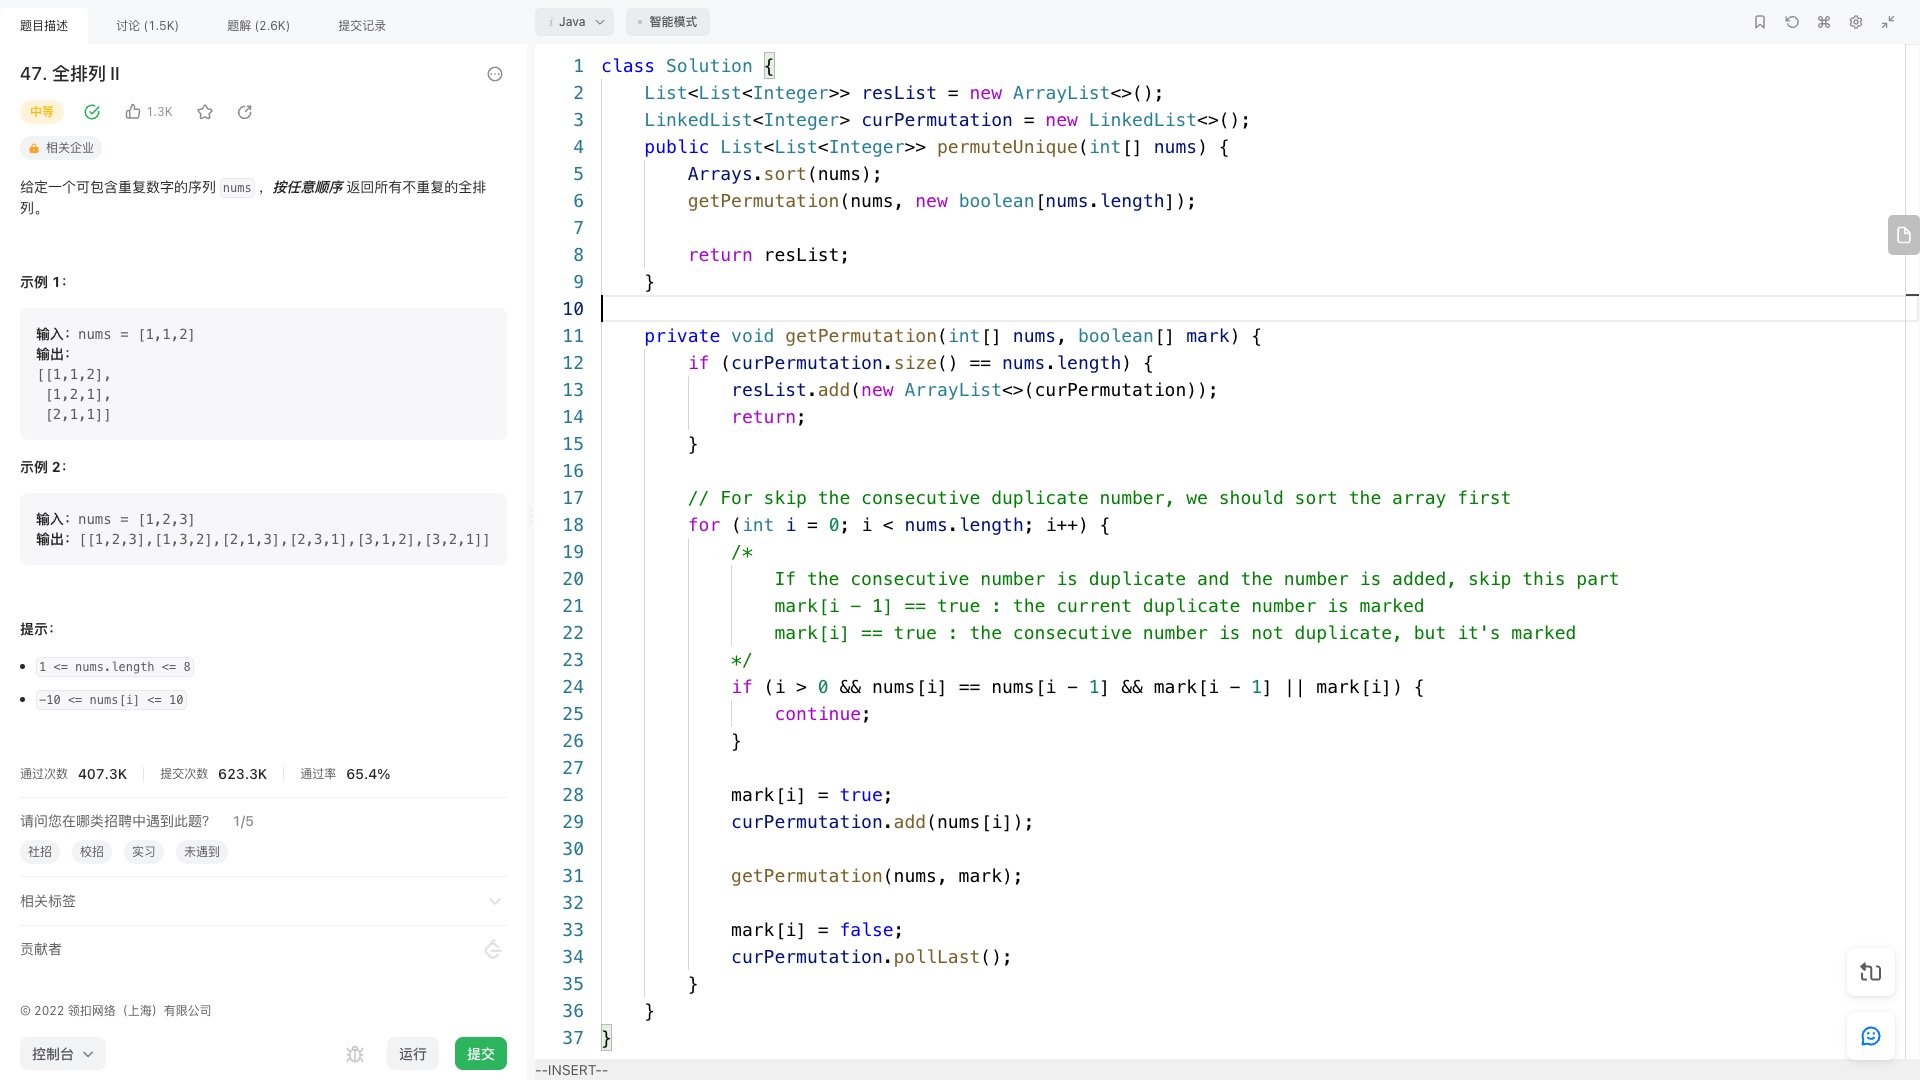 题目描述
讨论 (1.5K)
题解 (2.6K)
提交记录
47. 全排列 II
中等
1.3K
相关企业
给定一个可包含重复数字的序列 nums ，按任意顺序 返回所有不重复的全排
列。
示例 1：
输入：nums = [1,1,2]
输出：
[[1,1,2],
 [1,2,1],
 [2,1,1]]
示例 2：
输入：nums = [1,2,3]
输出：[[1,2,3],[1,3,2],[2,1,3],[2,3,1],[3,1,2],[3,2,1]]
提示：
1 <= nums.length <= 8
-10 <= nums[i] <= 10
通过次数 407.3K 提交次数 623.3K 通过率 65.4%
请问您在哪类招聘中遇到此题？ 1/5
社招 校招 实习 未遇到
相关标签
贡献者
© 2022 领扣网络（上海）有限公司
控制台
运行
提交
i Java
智能模式
1 class Solution {
2     List<List<Integer>> resList = new ArrayList<>();
3     LinkedList<Integer> curPermutation = new LinkedList<>();
4     public List<List<Integer>> permuteUnique(int[] nums) {
5         Arrays.sort(nums);
6         getPermutation(nums, new boolean[nums.length]);
7
8         return resList;
9     }
10
11     private void getPermutation(int[] nums, boolean[] mark) {
12         if (curPermutation.size() == nums.length) {
13             resList.add(new ArrayList<>(curPermutation));
14             return;
15         }
16
17         // For skip the consecutive duplicate number, we should sort the array first
18         for (int i = 0; i < nums.length; i++) {
19             /*
20                 If the consecutive number is duplicate and the number is added, skip this part
21                 mark[i - 1] == true : the current duplicate number is marked
22                 mark[i] == true : the consecutive number is not duplicate, but it's marked
23             */
24             if (i > 0 && nums[i] == nums[i - 1] && mark[i - 1] || mark[i]) {
25                 continue;
26             }
27
28             mark[i] = true;
29             curPermutation.add(nums[i]);
30
31             getPermutation(nums, mark);
32
33             mark[i] = false;
34             curPermutation.pollLast();
35         }
36     }
37 }
--INSERT--